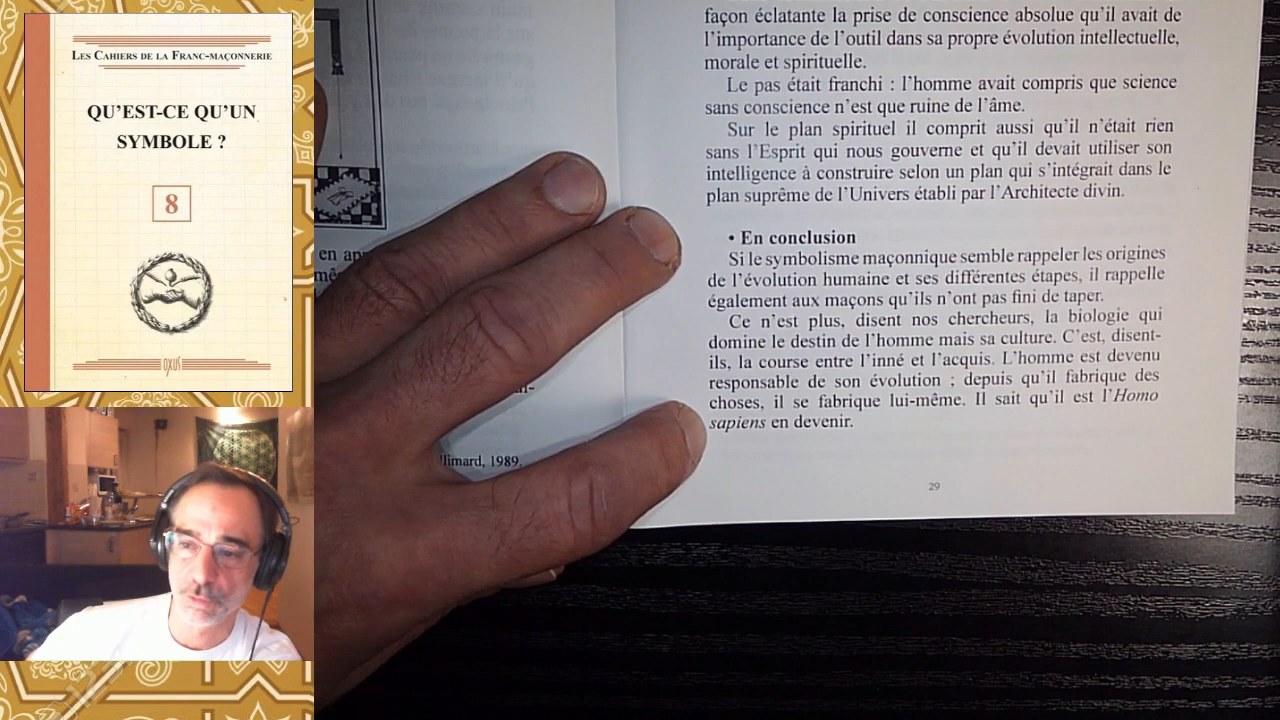 LES CAHIERS DE LA FRANC-MAÇONNERIE
QU'EST-CE QU'UN
SYMBOLE ?
8
OXUS
en
llimard, 1989.
façon éclatante la prise de conscience absolue qu'il avait de
l'importance de l'outil dans sa propre évolution intellectuelle,
morale et spirituelle.
Le pas était franchi : l'homme avait compris que science
sans conscience n'est que ruine de l'âme.
Sur le plan spirituel il comprit aussi qu'il n'était rien
sans l'Esprit qui nous gouverne et qu'il devait utiliser son
intelligence à construire selon un plan qui s'intégrait dans le
plan suprême de l'Univers établi par l'Architecte divin.
• En conclusion
Si le symbolisme maçonnique semble rappeler les origines
de l'évolution humaine et ses différentes étapes, il rappelle
également aux maçons qu'ils n'ont pas fini de taper.
Ce n'est plus, disent nos chercheurs, la biologie qui
domine le destin de l'homme mais sa culture. C'est, disent-
ils, la course entre l'inné et l'acquis. L'homme est devenu
responsable de son évolution ; depuis qu'il fabrique des
choses, il se fabrique lui-même. Il sait qu'il est l'Homo
sapiens en devenir.
29